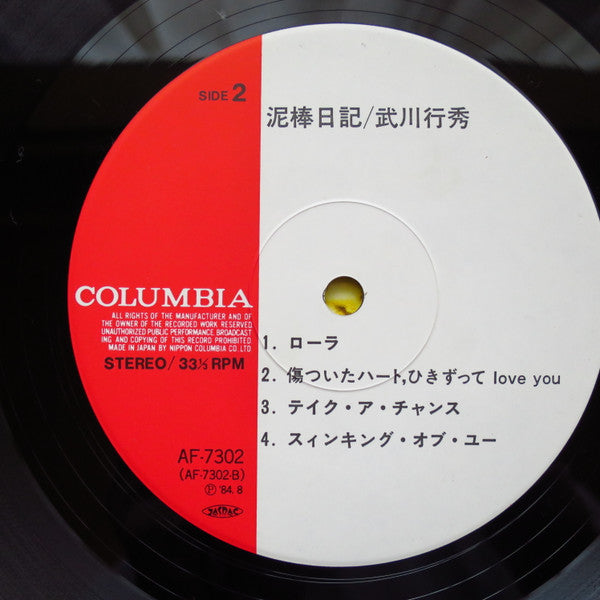 SIDE 2
泥棒日記/武川行秀
COLUMBIA
ALL RIGHTS OF THE MANUFACTURER AND OF
THE OWNER OF THE RECORDED WORK RESERVED
UNAUTHORIZED PUBLIC PERFORMANCE BROADCAST
ING AND COPYING OF THIS RECORD PROHIBITED
MADE IN JAPAN BY NIPPON COLUMBIA CO. LTD
STEREO/33⅓ RPM
1. ローラ
2. 傷ついたハート,ひきずって love you
3. テイク・ア・チャンス
4. スィンキング・オブ・ユー
AF-7302
(AF-7302-B)
Ⓟ '84. 8
JASRAC